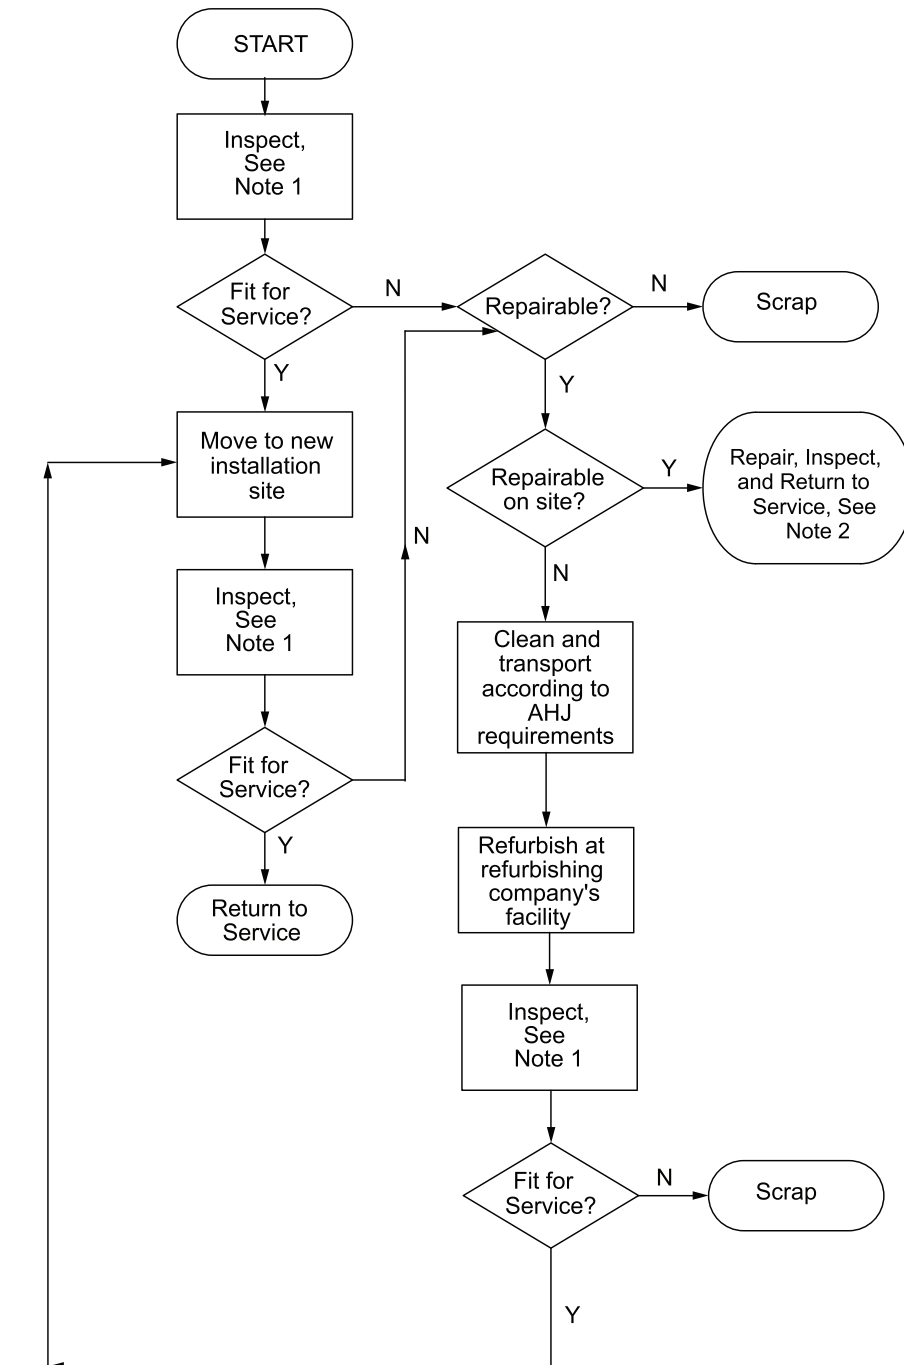 START
Inspect,
See
Note 1
Fit for
Service?
N
Repairable?
N
Scrap
Y
Y
Move to new
installation
site
Repairable
on site?
Y
Repair, Inspect,
and Return to
Service, See
Note 2
N
N
Inspect,
See
Note 1
Clean and
transport
according to
AHJ
requirements
Fit for
Service?
Y
Return to
Service
Refurbish at
refurbishing
company's
facility
Inspect,
See
Note 1
Fit for
Service?
N
Scrap
Y